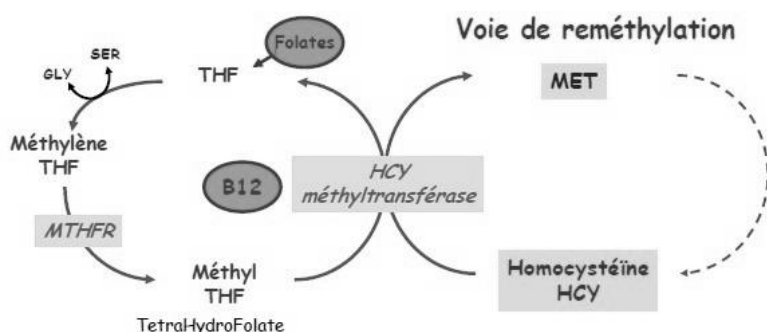 Voie de reméthylation
Folates
SER
GLY
THF
MET
Méthylène
THF
B12
HCY
méthyltransférase
MTHFR
Méthyl
THF
TetraHydroFolate
Homocystéïne
HCY